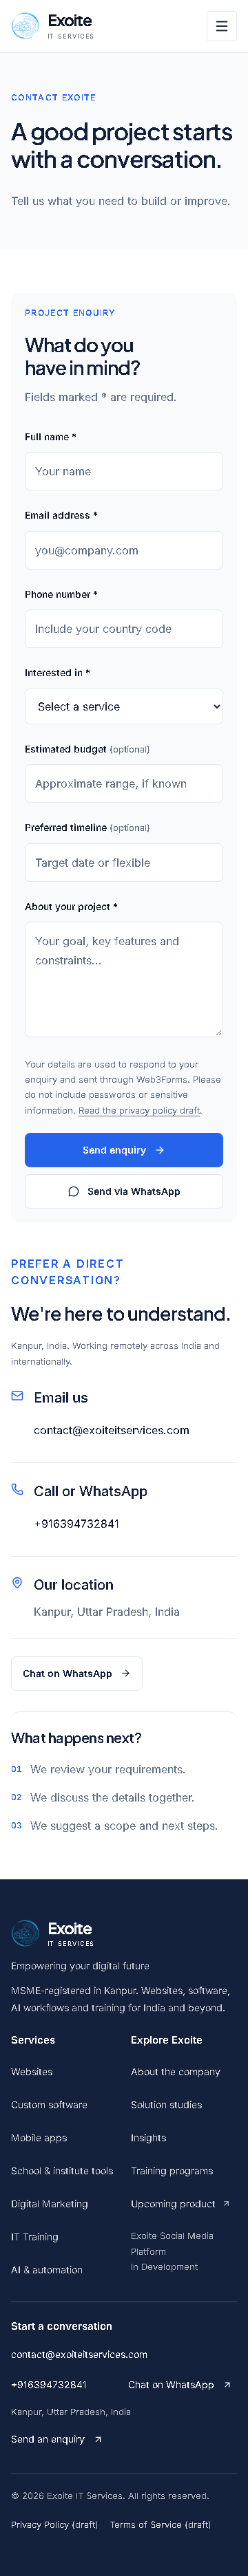 Exoite
IT SERVICES
CONTACT EXOITE
A good project starts
with a conversation.
Tell us what you need to build or improve.
PROJECT ENQUIRY
What do you
have in mind?
Fields marked * are required.
Full name *
Your name
Email address *
you@company.com
Phone number *
Include your country code
Interested in *
Select a service
Estimated budget (optional)
Approximate range, if known
Preferred timeline (optional)
Target date or flexible
About your project *
Your goal, key features and
constraints...
Your details are used to respond to your
enquiry and sent through Web3Forms. Please
do not include passwords or sensitive
information. Read the privacy policy draft.
Send enquiry →
Send via WhatsApp
PREFER A DIRECT
CONVERSATION?
We're here to understand.
Kanpur, India. Working remotely across India and
internationally.
Email us
contact@exoiteitservices.com
Call or WhatsApp
+916394732841
Our location
Kanpur, Uttar Pradesh, India
Chat on WhatsApp →
What happens next?
01 We review your requirements.
02 We discuss the details together.
03 We suggest a scope and next steps.
Exoite
IT SERVICES
Empowering your digital future
MSME-registered in Kanpur. Websites, software,
AI workflows and training for India and beyond.
Services
Websites
Custom software
Mobile apps
School & institute tools
Digital Marketing
IT Training
AI & automation
Explore Exoite
About the company
Solution studies
Insights
Training programs
Upcoming product ↗
Exoite Social Media
Platform
In Development
Start a conversation
contact@exoiteitservices.com
+916394732841 Chat on WhatsApp ↗
Kanpur, Uttar Pradesh, India
Send an enquiry ↗
© 2026 Exoite IT Services. All rights reserved.
Privacy Policy (draft) Terms of Service (draft)